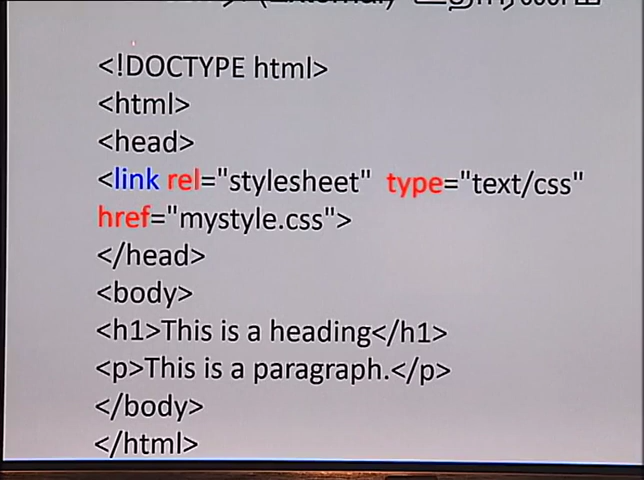 <!DOCTYPE html>
<html>
<head>
<link rel="stylesheet" type="text/css"
href="mystyle.css">
</head>
<body>
<h1>This is a heading</h1>
<p>This is a paragraph.</p>
</body>
</html>